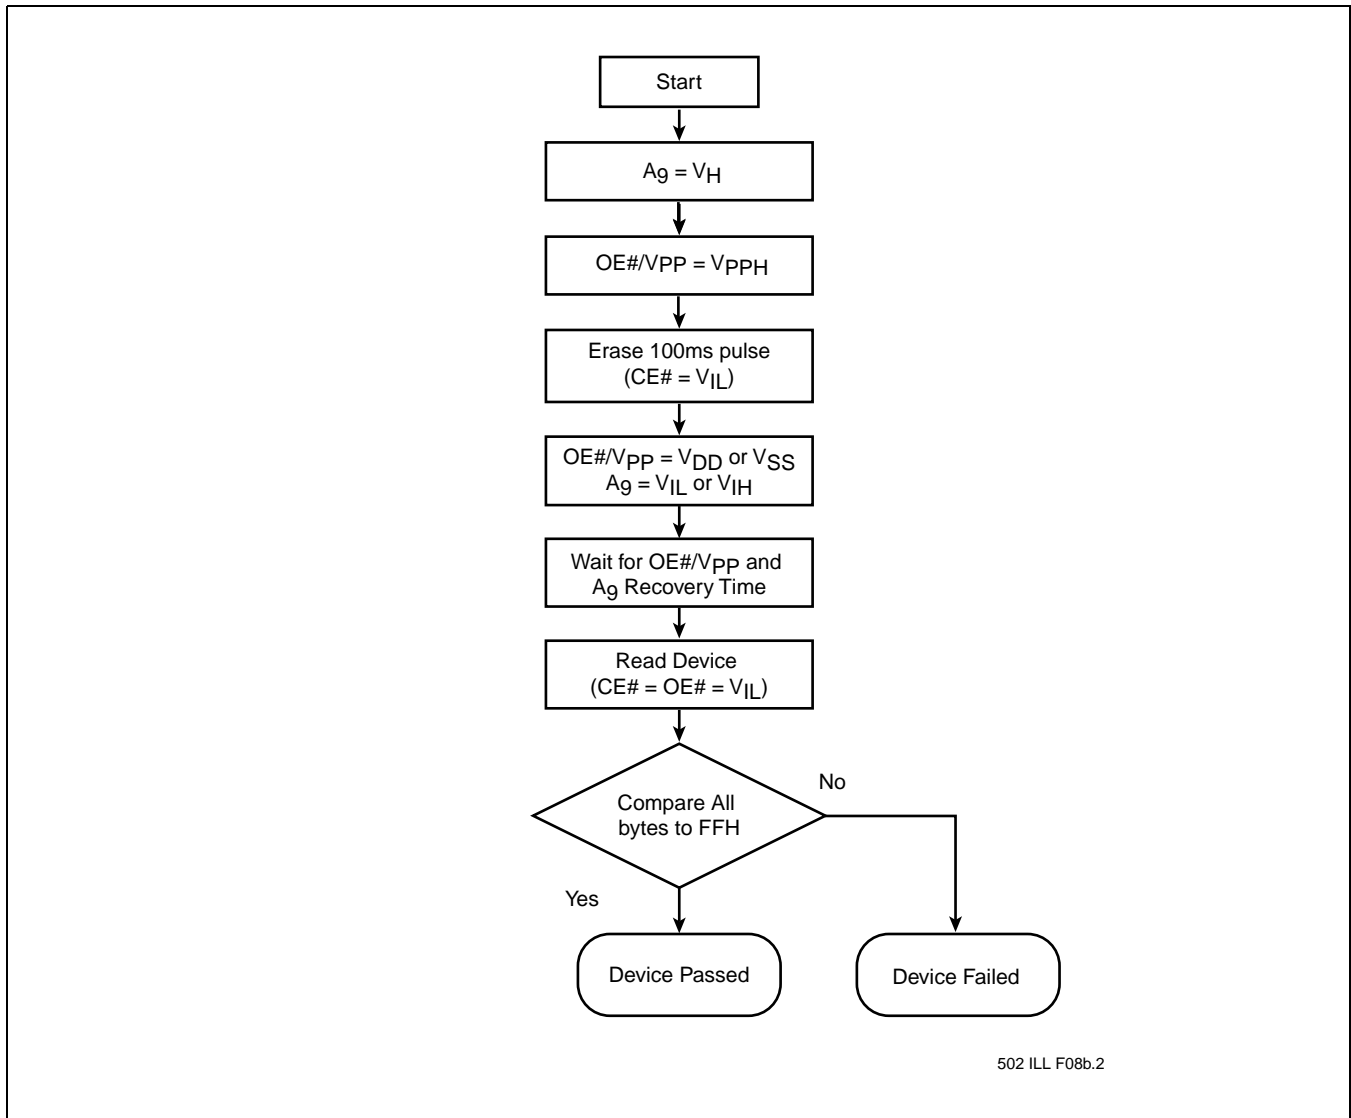 Start
A9 = VH
OE#/VPP = VPPH
Erase 100ms pulse
(CE# = VIL)
OE#/VPP = VDD or VSS
A9 = VIL or VIH
Wait for OE#/VPP and
A9 Recovery Time
Read Device
(CE# = OE# = VIL)
No
Compare All
bytes to FFH
Yes
Device Passed
Device Failed
502 ILL F08b.2